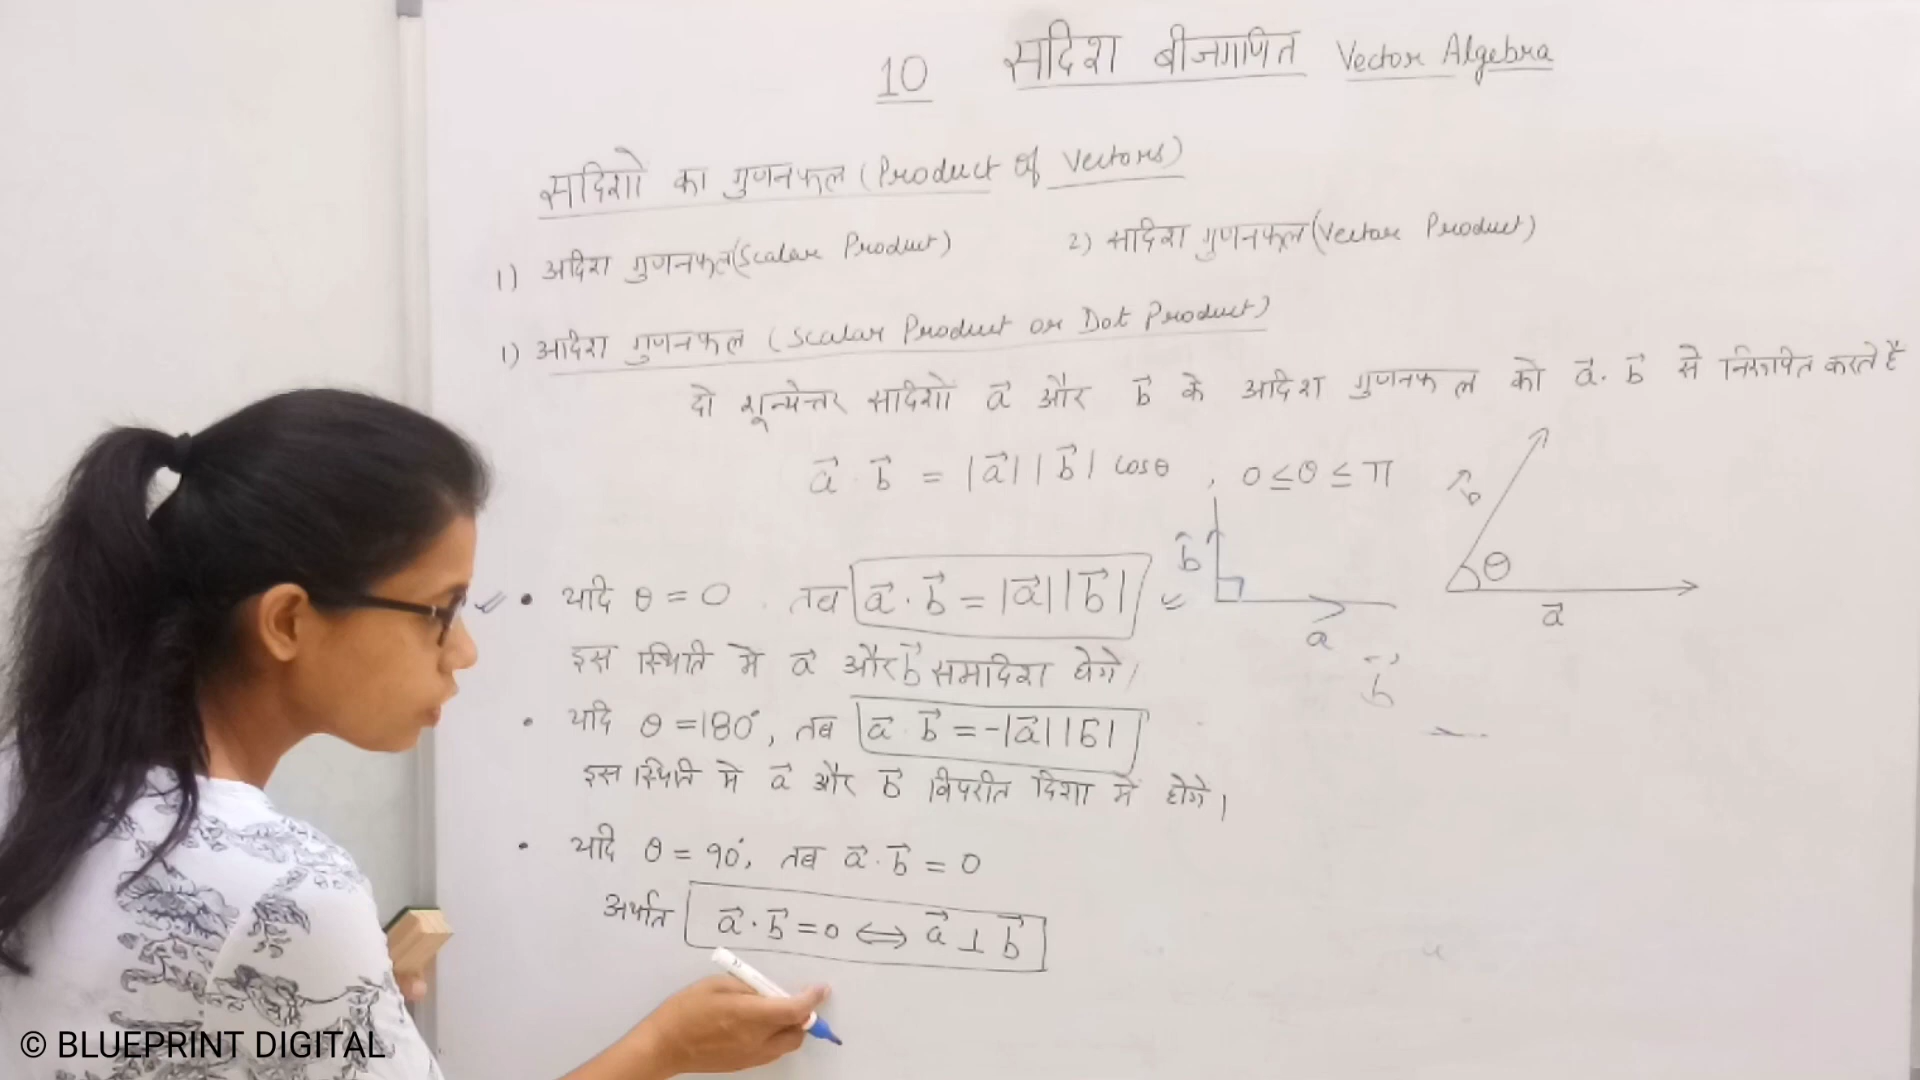 10 सदिश बीजगणित Vector Algebra
सदिशो का गुणनफल (Product of Vectors)
1) अदिश गुणनफल (Scalar Product) 2) सदिश गुणनफल (Vector Product)
1) अदिश गुणनफल (Scalar Product or Dot Product)
दो शून्येत्तर सदिशो a⃗ और b⃗ के अदिश गुणनफल को a⃗. b⃗ से निरूपित करते है
a⃗ . b⃗ = |a⃗| |b⃗| cosθ , 0 ≤ θ ≤ π
b⃗
θ
a⃗
b⃗
a
b⃗
• यदि θ = 0 . तब a⃗ . b⃗ = |a⃗| |b⃗|
इस स्थिति मे a⃗ और b⃗ समादिश होगे।
• यदि θ = 180°, तब a⃗ . b⃗ = -|a⃗| |b⃗|
इस स्थिति मे a⃗ और b⃗ विपरीत दिशा मे होगे।
• यदि θ = 90°, तब a⃗ . b⃗ = 0
अर्थात a⃗ . b⃗ = 0 ⇔ a⃗ ⊥ b⃗
© BLUEPRINT DIGITAL